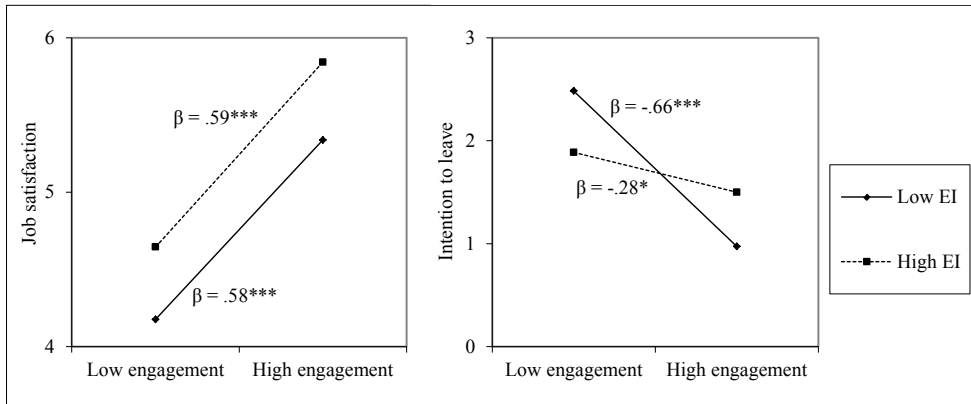 6
5
4
Job satisfaction
β = .59***
β = .58***
Low engagement
High engagement
3
2
1
0
Intention to leave
β = -.66***
β = -.28*
Low engagement
High engagement
Low EI
High EI